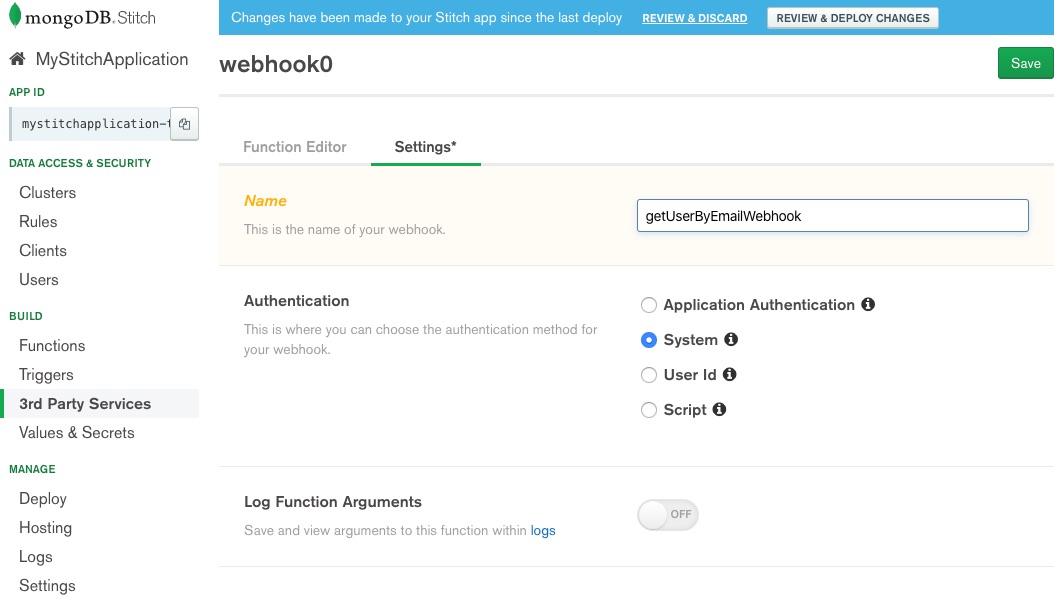 mongoDB.Stitch
Changes have been made to your Stitch app since the last deploy REVIEW & DISCARD REVIEW & DEPLOY CHANGES
MyStitchApplication
APP ID
mystitchapplication-
DATA ACCESS & SECURITY
Clusters
Rules
Clients
Users
BUILD
Functions
Triggers
3rd Party Services
Values & Secrets
MANAGE
Deploy
Hosting
Logs
Settings
webhook0
Save
Function Editor Settings*
Name
This is the name of your webhook.
getUserByEmailWebhook
Authentication
This is where you can choose the authentication method for
your webhook.
Application Authentication
System
User Id
Script
Log Function Arguments
Save and view arguments to this function within logs
OFF